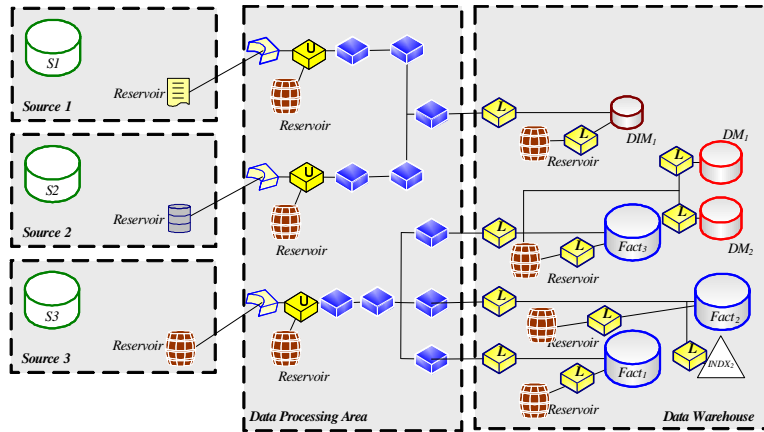 S1
Reservoir
Source 1
S2
Reservoir
Source 2
S3
Reservoir
Source 3
U
Reservoir
U
Reservoir
U
Reservoir
Data Processing Area
L
L
Reservoir
DIM1
L
DM1
L
DM2
L
L
Reservoir
Fact3
L
L
Reservoir
Fact2
L
INDX2
L
L
Reservoir
Fact1
Data Warehouse